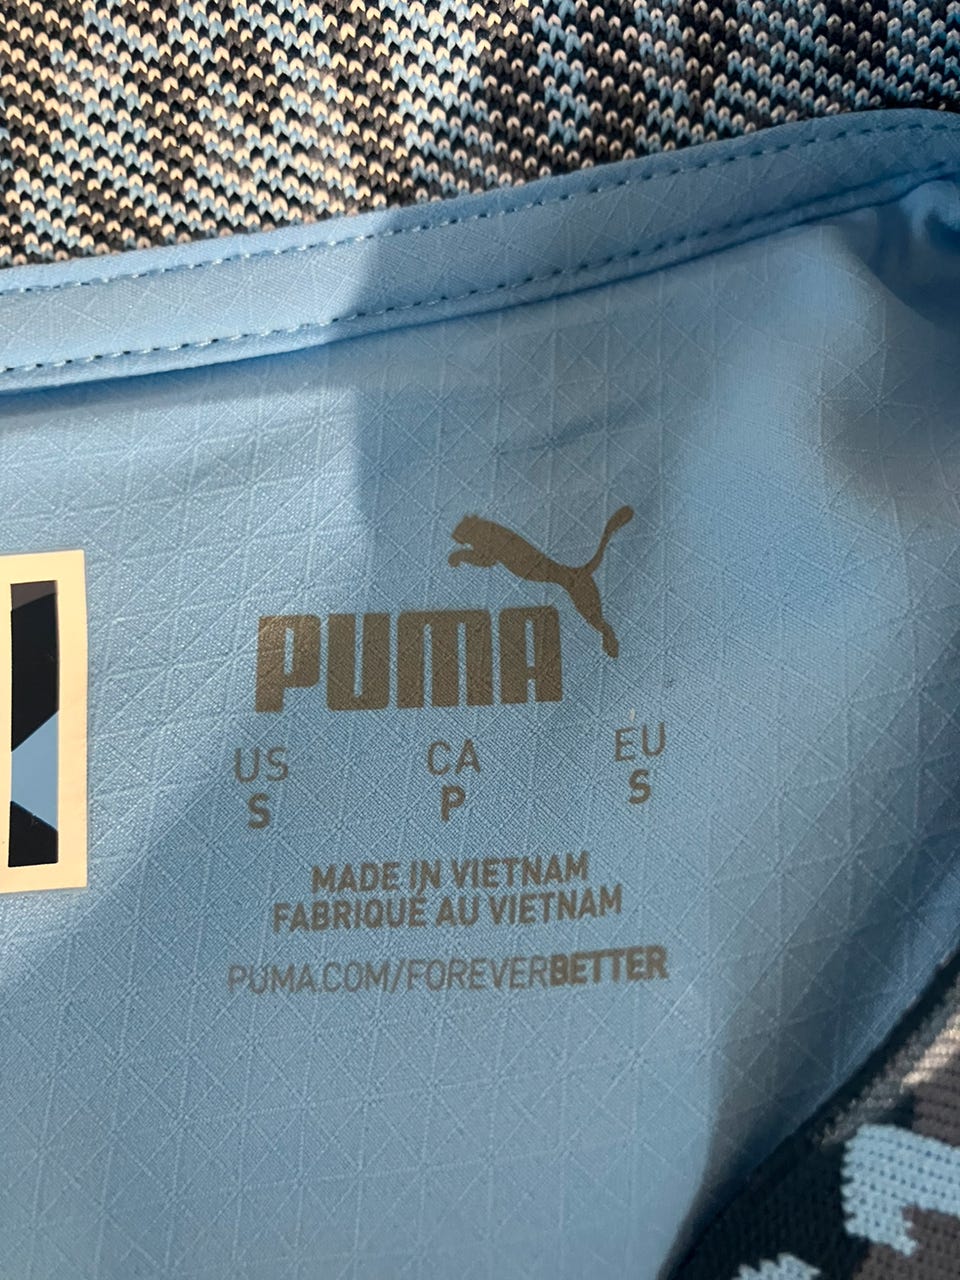 PUMA
US CA EU
S P S
MADE IN VIETNAM
FABRIQUÉ AU VIETNAM
PUMA.COM/FOREVERBETTER